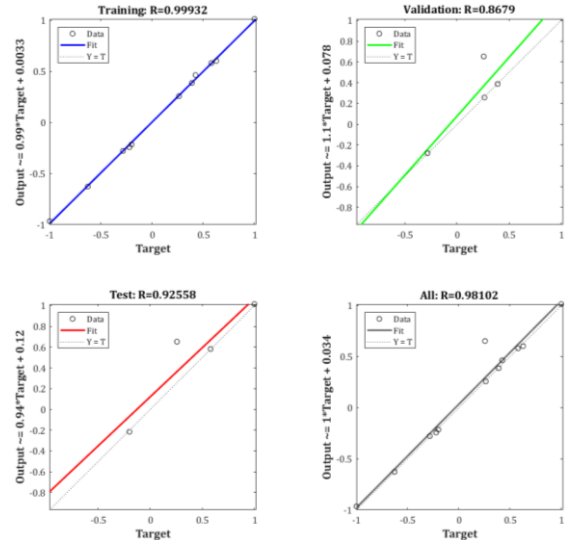 Training: R=0.99932
Output ~= 0.99*Target + 0.0033
1
0.5
0
-0.5
-1
Data
Fit
Y = T
-1 -0.5 0 0.5 1
Target
Validation: R=0.8679
Output ~= 1.1*Target + 0.078
1
0.8
0.6
0.4
0.2
0
-0.2
-0.4
-0.6
-0.8
Data
Fit
Y = T
-0.5 0 0.5 1
Target
Test: R=0.92558
Output ~= 0.94*Target + 0.12
1
0.8
0.6
0.4
0.2
0
-0.2
-0.4
-0.6
-0.8
Data
Fit
Y = T
-0.5 0 0.5 1
Target
All: R=0.98102
Output ~= 1*Target + 0.034
1
0.5
0
-0.5
-1
Data
Fit
Y = T
-1 -0.5 0 0.5 1
Target